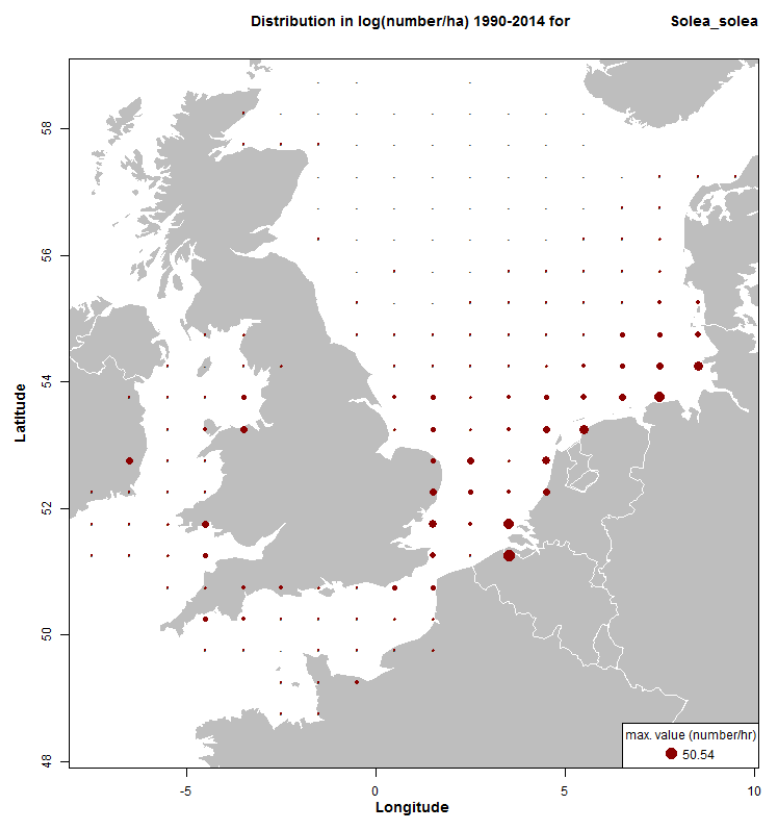 Distribution in log(number/ha) 1990-2014 for Solea_solea
58
56
54
52
50
48
Latitude
-5 0 5 10
Longitude
max. value (number/hr)
50.54